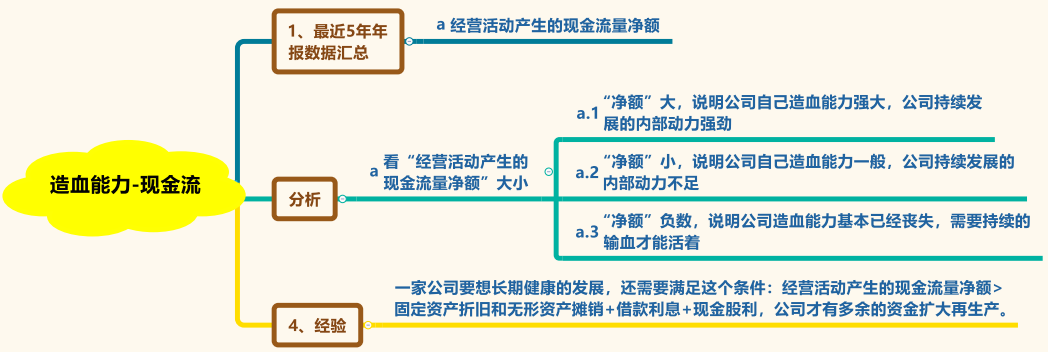 造血能力-现金流
1、最近5年年
报数据汇总
a 经营活动产生的现金流量净额
分析
a 看“经营活动产生的
现金流量净额”大小
a.1 “净额”大，说明公司自己造血能力强大，公司持续发
展的内部动力强劲
a.2 “净额”小，说明公司自己造血能力一般，公司持续发展的
内部动力不足
a.3 “净额”负数，说明公司造血能力基本已经丧失，需要持续的
输血才能活着
4、经验
一家公司要想长期健康的发展，还需要满足这个条件：经营活动产生的现金流量净额>
固定资产折旧和无形资产摊销+借款利息+现金股利，公司才有多余的资金扩大再生产。